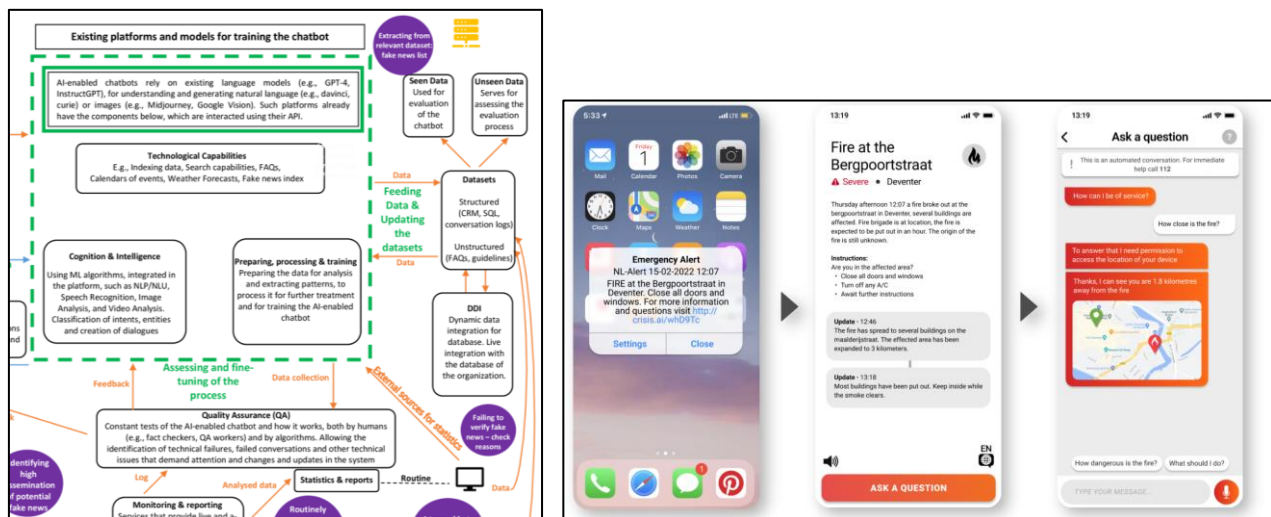 Existing platforms and models for training the chatbot
AI-enabled chatbots rely on existing language models (e.g., GPT-4,
InstructGPT), for understanding and generating natural language (e.g., davinci,
curie) or images (e.g., Midjourney, Google Vision). Such platforms already
have the components below, which are interacted using their API.
Technological Capabilities
E.g., Indexing data, Search capabilities, FAQs,
Calendars of events, Weather Forecasts, Fake news index
Cognition & Intelligence
Using ML algorithms, integrated in
the platform, such as NLP/NLU,
Speech Recognition, Image
Analysis, and Video Analysis.
Classification of intents, entities
and creation of dialogues
Preparing, processing & training
Preparing the data for analysis
and extracting patterns, to
process it for further treatment
and for training the AI-enabled
chatbot
Extracting from
relevant dataset:
fake news list
Seen Data
Used for
evaluation
of the
chatbot
Unseen Data
Serves for
assessing the
evaluation
process
Data
Feeding
Data &
Updating
the
datasets
Data
Datasets
Structured
(CRIM, SQL,
conversation logs)
Unstructured
(FAQs, guidelines)
DDI
Dynamic data
integration for
database. Live
integration with
the database of
the organization.
Assessing and fine-
tuning of the
process
Feedback
Data collection
External sources for statistics
Quality Assurance (QA)
Constant tests of the AI-enabled chatbot and how it works, both by humans
(e.g., fact checkers, QA workers) and by algorithms. Allowing the
identification of technical failures, failed conversations and other technical
issues that demand attention and changes and updates in the system
Failing to
verify fake
news – check
reasons
Log
Analysed data
Statistics & reports
Routine
Data
Monitoring & reporting
Services that provide live and a-
Routinely
dentifying
high
semination
of potential
fake news
ons
nd
5:33
LTE
Mail
Friday
1
Calendar
Photos
Camera
Clock
Maps
Weather
Notes
Emergency Alert
NL-Alert 15-02-2022 12:07
FIRE at the Bergpoortstraat in
Deventer. Close all doors and
windows. For more information
and questions visit http://
crisis.ai/whD9Tc
Settings
Close
1
13:19
Fire at the
Bergpoortstraat
Severe • Deventer
Thursday afternoon 12:07 a fire broke out at the
bergpoortstraat in Deventer, several buildings are
affected. Fire brigade is at location, the fire is
expected to be put out in an hour. The origin of the
fire is still unknown.
Instructions:
Are you in the affected area?
• Close all doors and windows
• Turn off any A/C
• Await further instructions
Update - 12:46
The fire has spread to several buildings on the
maalderijstraat. The effected area has been
expanded to 3 kilometers.
Update - 13:18
Most buildings have been put out. Keep inside while
the smoke clears.
EN
ASK A QUESTION
13:19
Ask a question
?
! This is an automated conversation. For immediate
help call 112
How can I be of service?
How close is the fire?
To answer that I need permission to
access the location of your device
Thanks, I can see you are 1.8 kilometres
away from the fire
How dangerous is the fire?
What should I do?
TYPE YOUR MESSAGE...